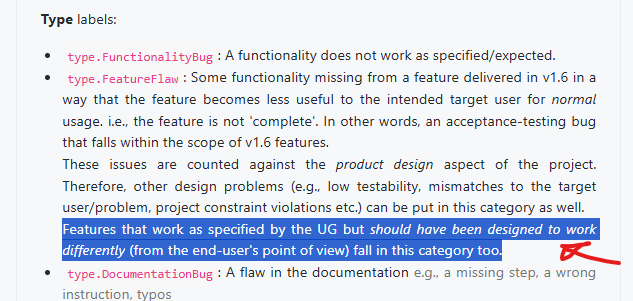 Type labels:
• type.FunctionalityBug : A functionality does not work as specified/expected.
• type.FeatureFlaw : Some functionality missing from a feature delivered in v1.6 in a
way that the feature becomes less useful to the intended target user for normal
usage. i.e., the feature is not 'complete'. In other words, an acceptance-testing bug
that falls within the scope of v1.6 features.
These issues are counted against the product design aspect of the project.
Therefore, other design problems (e.g., low testability, mismatches to the target
user/problem, project constraint violations etc.) can be put in this category as well.
Features that work as specified by the UG but should have been designed to work
differently (from the end-user's point of view) fall in this category too.
• type.DocumentationBug : A flaw in the documentation e.g., a missing step, a wrong
instruction, typos